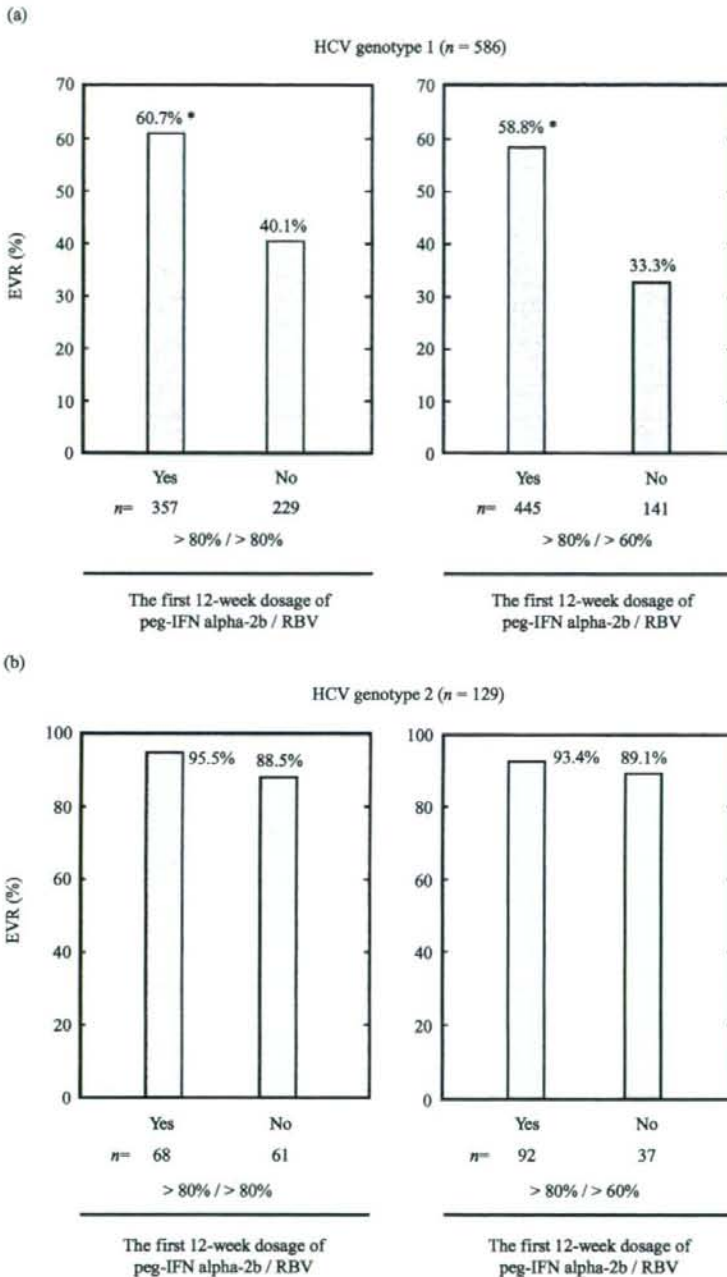 (a)
HCV genotype 1 (n = 586)
EVR (%)
70
60
50
40
30
20
10
0
60.7% *
40.1%
Yes No
n= 357 229
> 80% / > 80%
The first 12-week dosage of
peg-IFN alpha-2b / RBV
70
60
50
40
30
20
10
0
58.8% *
33.3%
Yes No
n= 445 141
> 80% / > 60%
The first 12-week dosage of
peg-IFN alpha-2b / RBV
(b)
HCV genotype 2 (n = 129)
EVR (%)
100
80
60
40
20
0
95.5% 88.5%
Yes No
n= 68 61
> 80% / > 80%
The first 12-week dosage of
peg-IFN alpha-2b / RBV
100
80
60
40
20
0
93.4% 89.1%
Yes No
n= 92 37
> 80% / > 60%
The first 12-week dosage of
peg-IFN alpha-2b / RBV